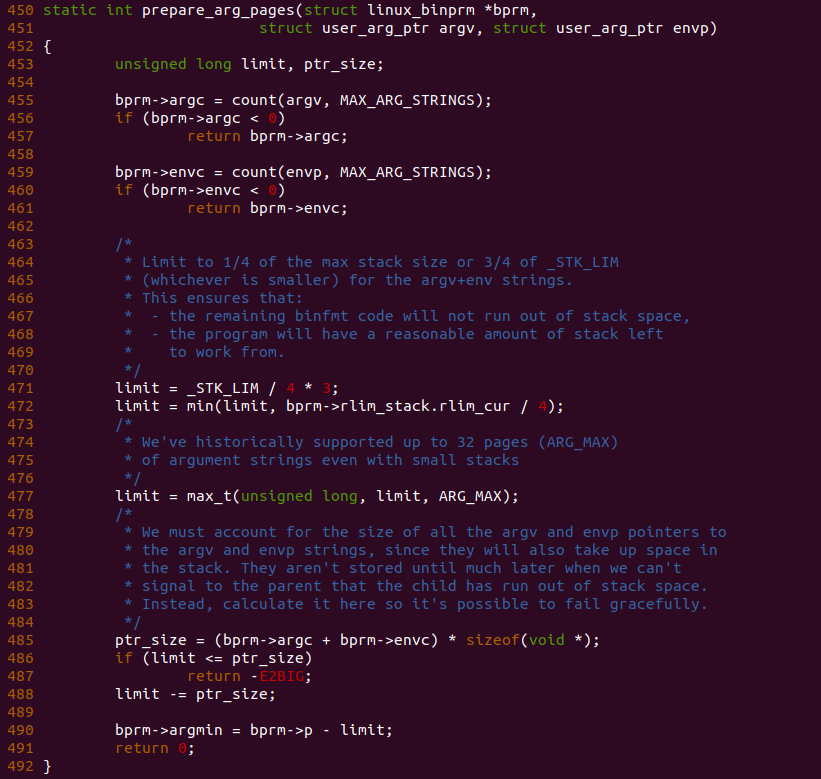 450 static int prepare_arg_pages(struct linux_binprm *bprm,
451                         struct user_arg_ptr argv, struct user_arg_ptr envp)
452 {
453         unsigned long limit, ptr_size;
454
455         bprm->argc = count(argv, MAX_ARG_STRINGS);
456         if (bprm->argc < 0)
457                 return bprm->argc;
458
459         bprm->envc = count(envp, MAX_ARG_STRINGS);
460         if (bprm->envc < 0)
461                 return bprm->envc;
462
463         /*
464          * Limit to 1/4 of the max stack size or 3/4 of _STK_LIM
465          * (whichever is smaller) for the argv+env strings.
466          * This ensures that:
467          *  - the remaining binfmt code will not run out of stack space,
468          *  - the program will have a reasonable amount of stack left
469          *    to work from.
470          */
471         limit = _STK_LIM / 4 * 3;
472         limit = min(limit, bprm->rlim_stack.rlim_cur / 4);
473         /*
474          * We've historically supported up to 32 pages (ARG_MAX)
475          * of argument strings even with small stacks
476          */
477         limit = max_t(unsigned long, limit, ARG_MAX);
478         /*
479          * We must account for the size of all the argv and envp pointers to
480          * the argv and envp strings, since they will also take up space in
481          * the stack. They aren't stored until much later when we can't
482          * signal to the parent that the child has run out of stack space.
483          * Instead, calculate it here so it's possible to fail gracefully.
484          */
485         ptr_size = (bprm->argc + bprm->envc) * sizeof(void *);
486         if (limit <= ptr_size)
487                 return -E2BIG;
488         limit -= ptr_size;
489
490         bprm->argmin = bprm->p - limit;
491         return 0;
492 }